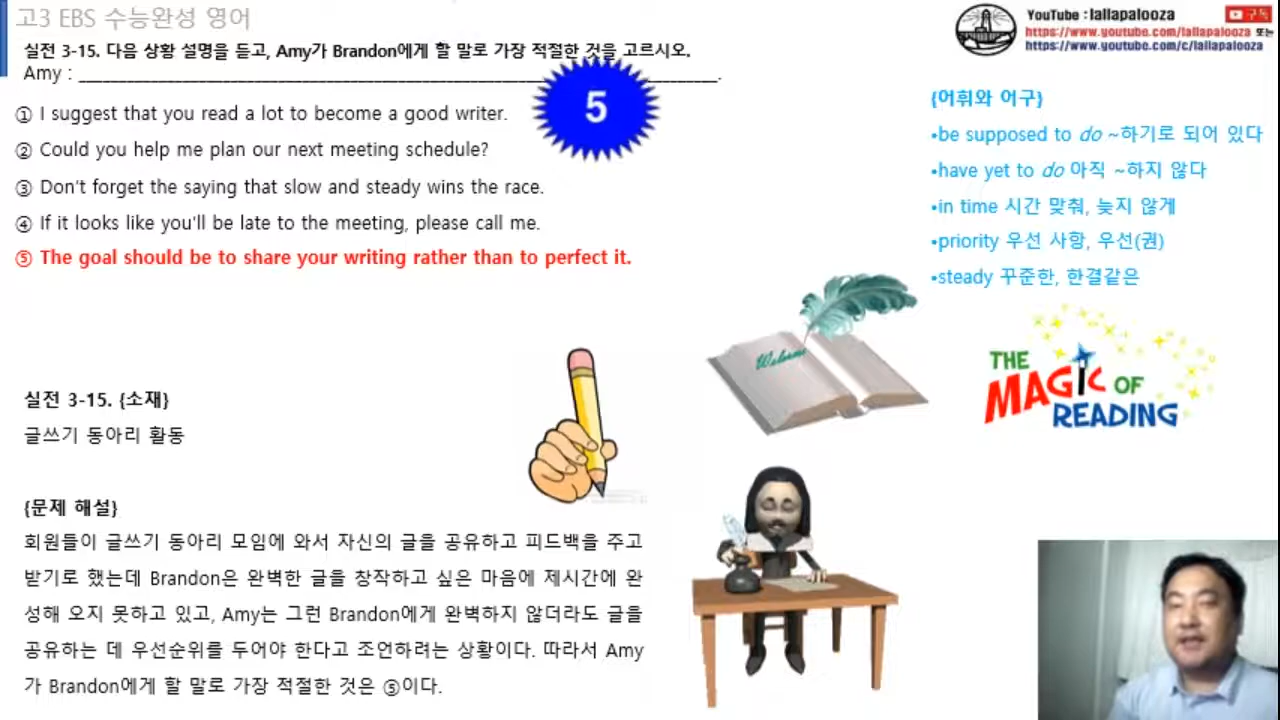 고3 EBS 수능완성 영어
YouTube : lallapalooza
구독
https://www.youtube.com/lallapalooza 또는
https://www.youtube.com/c/lallapalooza
실전 3-15. 다음 상황 설명을 듣고, Amy가 Brandon에게 할 말로 가장 적절한 것을 고르시오.
Amy : ______________________________.
① I suggest that you read a lot to become a good writer.
② Could you help me plan our next meeting schedule?
③ Don't forget the saying that slow and steady wins the race.
④ If it looks like you'll be late to the meeting, please call me.
⑤ The goal should be to share your writing rather than to perfect it.
5
{어휘와 어구}
•be supposed to do ~하기로 되어 있다
•have yet to do 아직 ~하지 않다
•in time 시간 맞춰, 늦지 않게
•priority 우선 사항, 우선(권)
•steady 꾸준한, 한결같은
Welcome
THE
MAGIC OF
READING
실전 3-15. {소재}
글쓰기 동아리 활동
{문제 해설}
회원들이 글쓰기 동아리 모임에 와서 자신의 글을 공유하고 피드백을 주고
받기로 했는데 Brandon은 완벽한 글을 창작하고 싶은 마음에 제시간에 완
성해 오지 못하고 있고, Amy는 그런 Brandon에게 완벽하지 않더라도 글을
공유하는 데 우선순위를 두어야 한다고 조언하려는 상황이다. 따라서 Amy
가 Brandon에게 할 말로 가장 적절한 것은 ⑤이다.